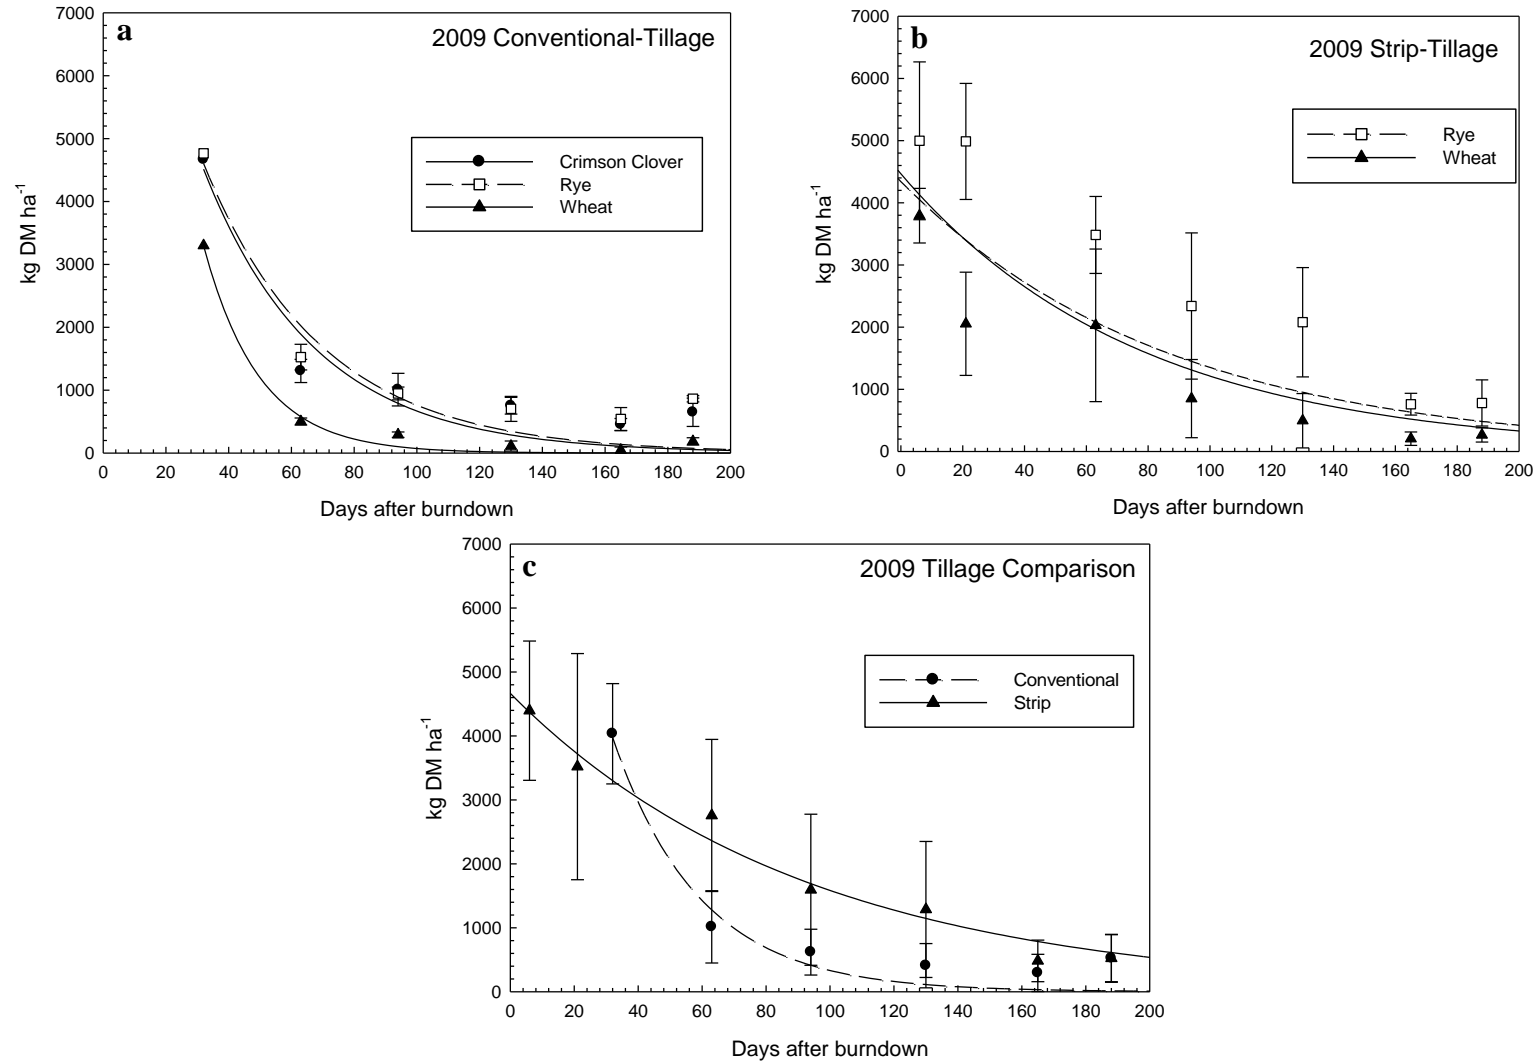 a
2009 Conventional-Tillage
7000
6000
5000
4000
3000
2000
1000
0
kg DM ha-1
Crimson Clover
Rye
Wheat
0 20 40 60 80 100 120 140 160 180 200
Days after burndown
b
2009 Strip-Tillage
7000
6000
5000
4000
3000
2000
1000
0
kg DM ha-1
Rye
Wheat
0 20 40 60 80 100 120 140 160 180 200
Days after burndown
c
2009 Tillage Comparison
7000
6000
5000
4000
3000
2000
1000
0
kg DM ha-1
Conventional
Strip
0 20 40 60 80 100 120 140 160 180 200
Days after burndown